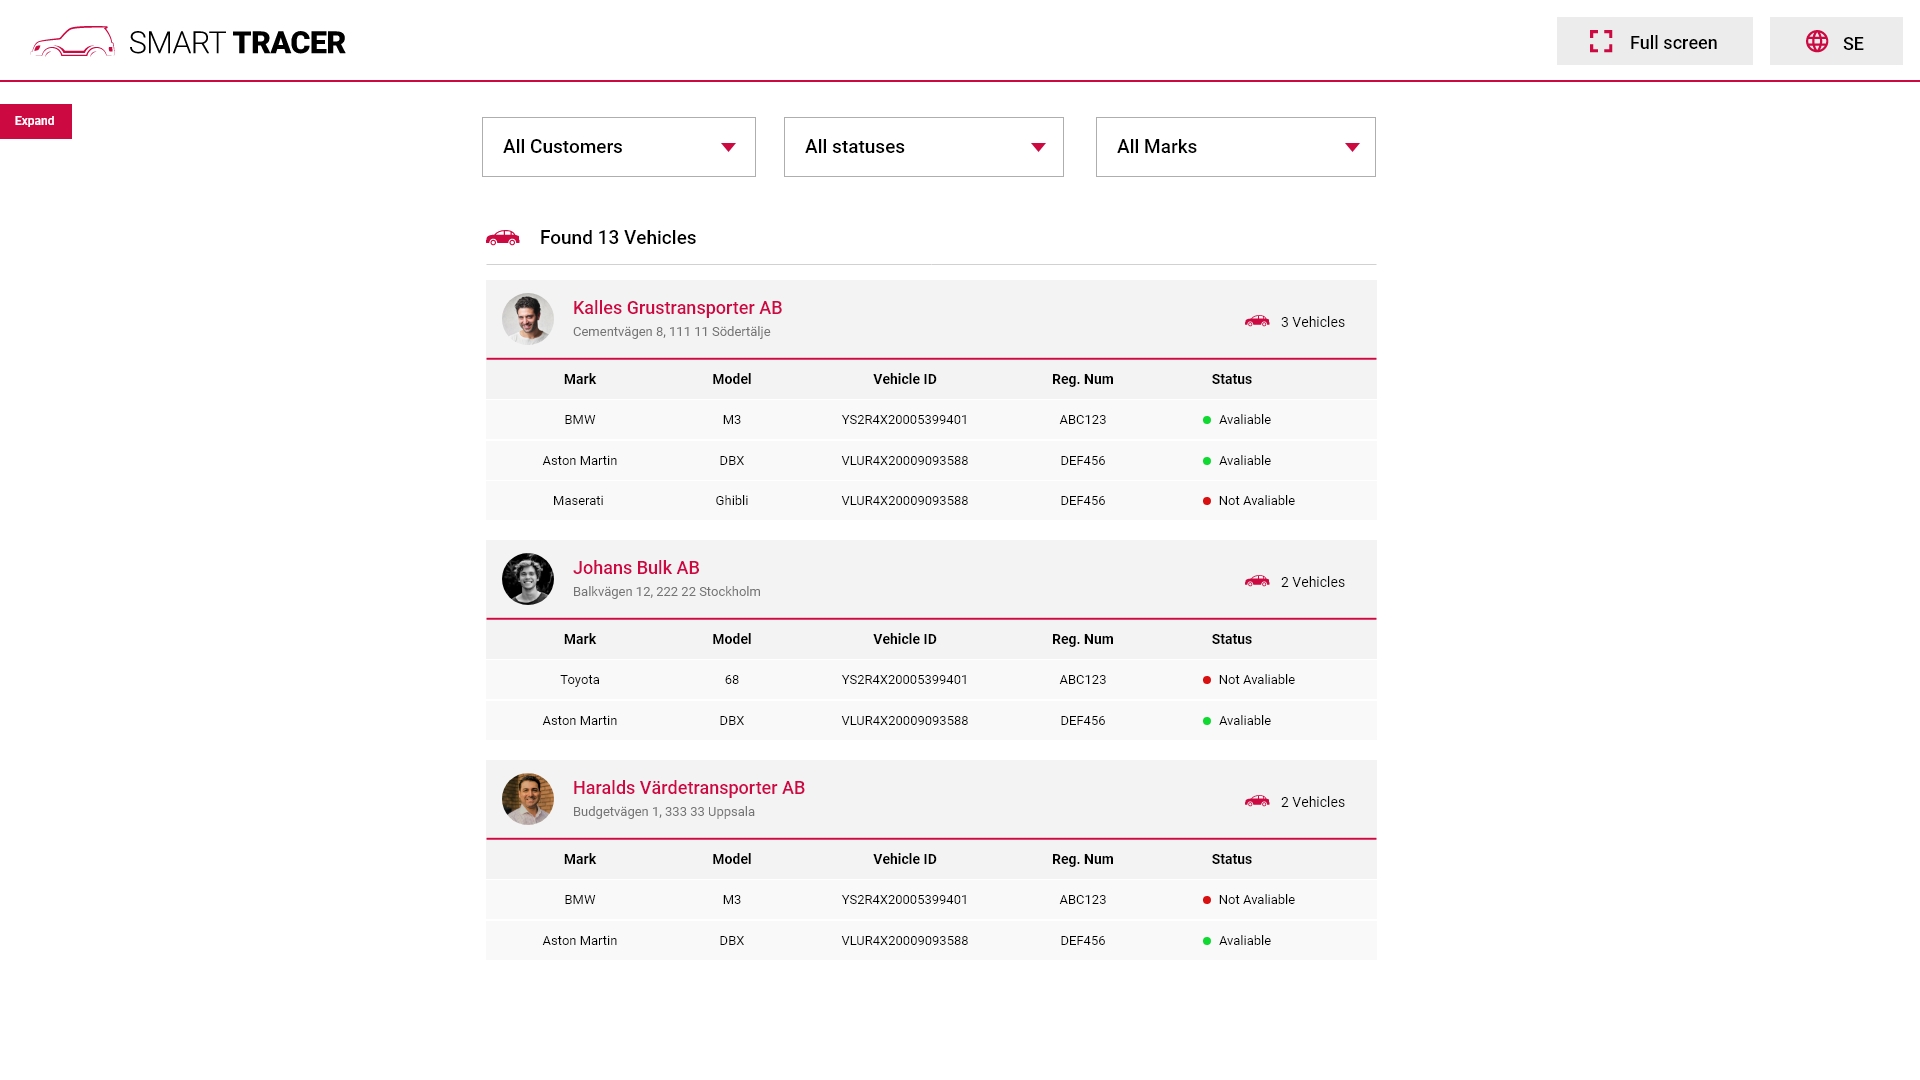 SMART TRACER
Full screen
SE
Expand
All Customers
All statuses
All Marks
Found 13 Vehicles
Kalles Grustransporter AB
Cementvägen 8, 111 11 Södertälje
3 Vehicles
Mark Model Vehicle ID Reg. Num Status
BMW M3 YS2R4X20005399401 ABC123 Avaliable
Aston Martin DBX VLUR4X20009093588 DEF456 Avaliable
Maserati Ghibli VLUR4X20009093588 DEF456 Not Avaliable
Johans Bulk AB
Balkvägen 12, 222 22 Stockholm
2 Vehicles
Mark Model Vehicle ID Reg. Num Status
Toyota 68 YS2R4X20005399401 ABC123 Not Avaliable
Aston Martin DBX VLUR4X20009093588 DEF456 Avaliable
Haralds Värdetransporter AB
Budgetvägen 1, 333 33 Uppsala
2 Vehicles
Mark Model Vehicle ID Reg. Num Status
BMW M3 YS2R4X20005399401 ABC123 Not Avaliable
Aston Martin DBX VLUR4X20009093588 DEF456 Avaliable